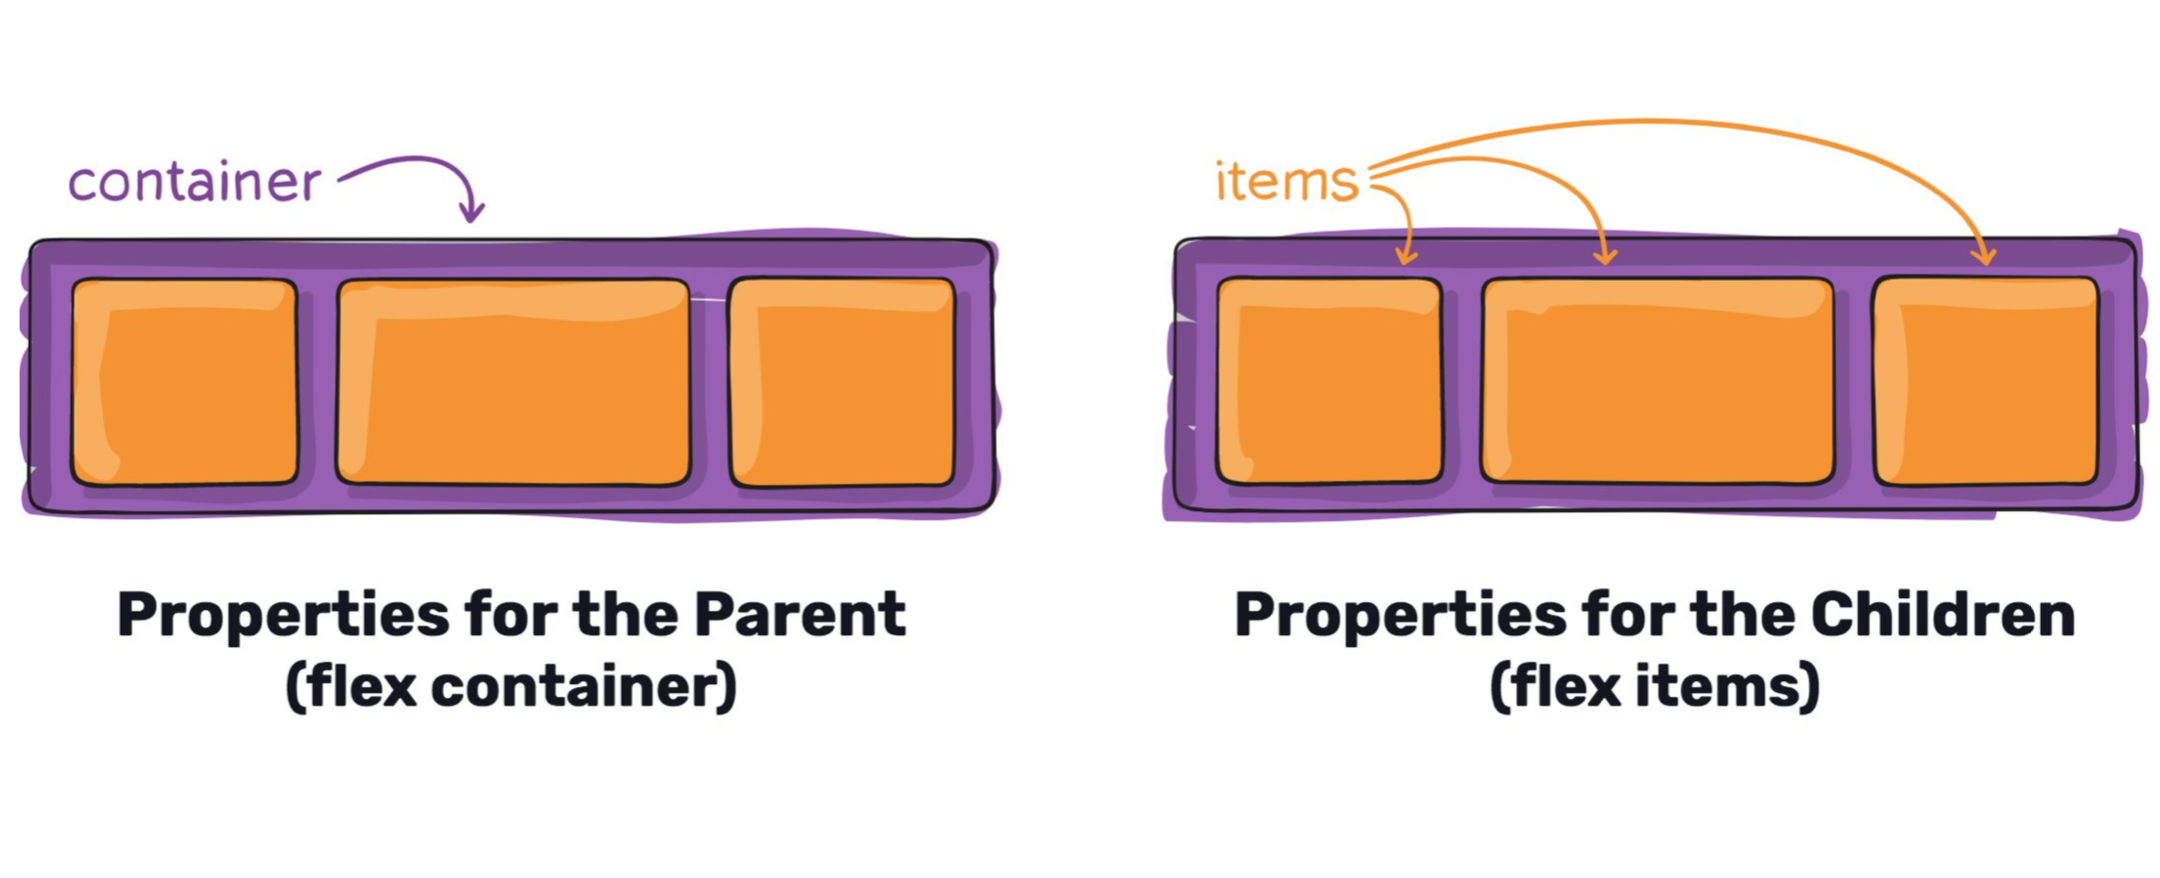 container
Properties for the Parent
(flex container)
items
Properties for the Children
(flex items)